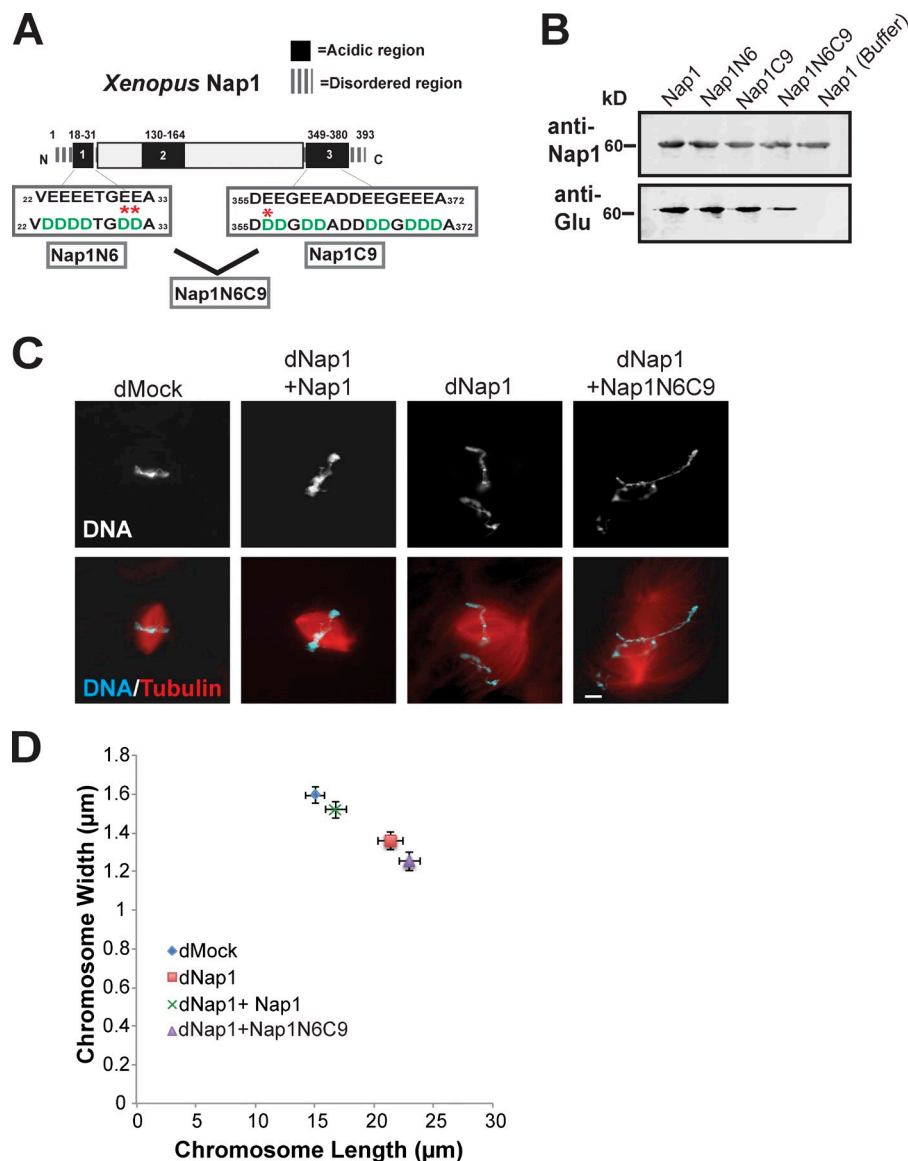 A
Xenopus Nap1
=Acidic region
=Disordered region
1 18-31 130-164 349-380 393
N 1 2 3 C
22 VEEEETGEEA 33
**
22 VDDDDTGDDA 33
Nap1N6
355 DEEGEEADDEEGEEEA 372
*
355 DDDGDDADDDDGDDDA 372
Nap1C9
Nap1N6C9
B
kD
Nap1
Nap1N6
Nap1C9
Nap1N6C9
Nap1 (Buffer)
anti-
Nap1
60
anti-
Glu
60
C
dMock
dNap1
+Nap1
dNap1
dNap1
+Nap1N6C9
DNA
DNA/Tubulin
D
Chromosome Width (µm)
1.8
1.6
1.4
1.2
1
0.8
0.6
0.4
0.2
0
dMock
dNap1
dNap1+ Nap1
dNap1+Nap1N6C9
0 5 10 15 20 25 30
Chromosome Length (µm)